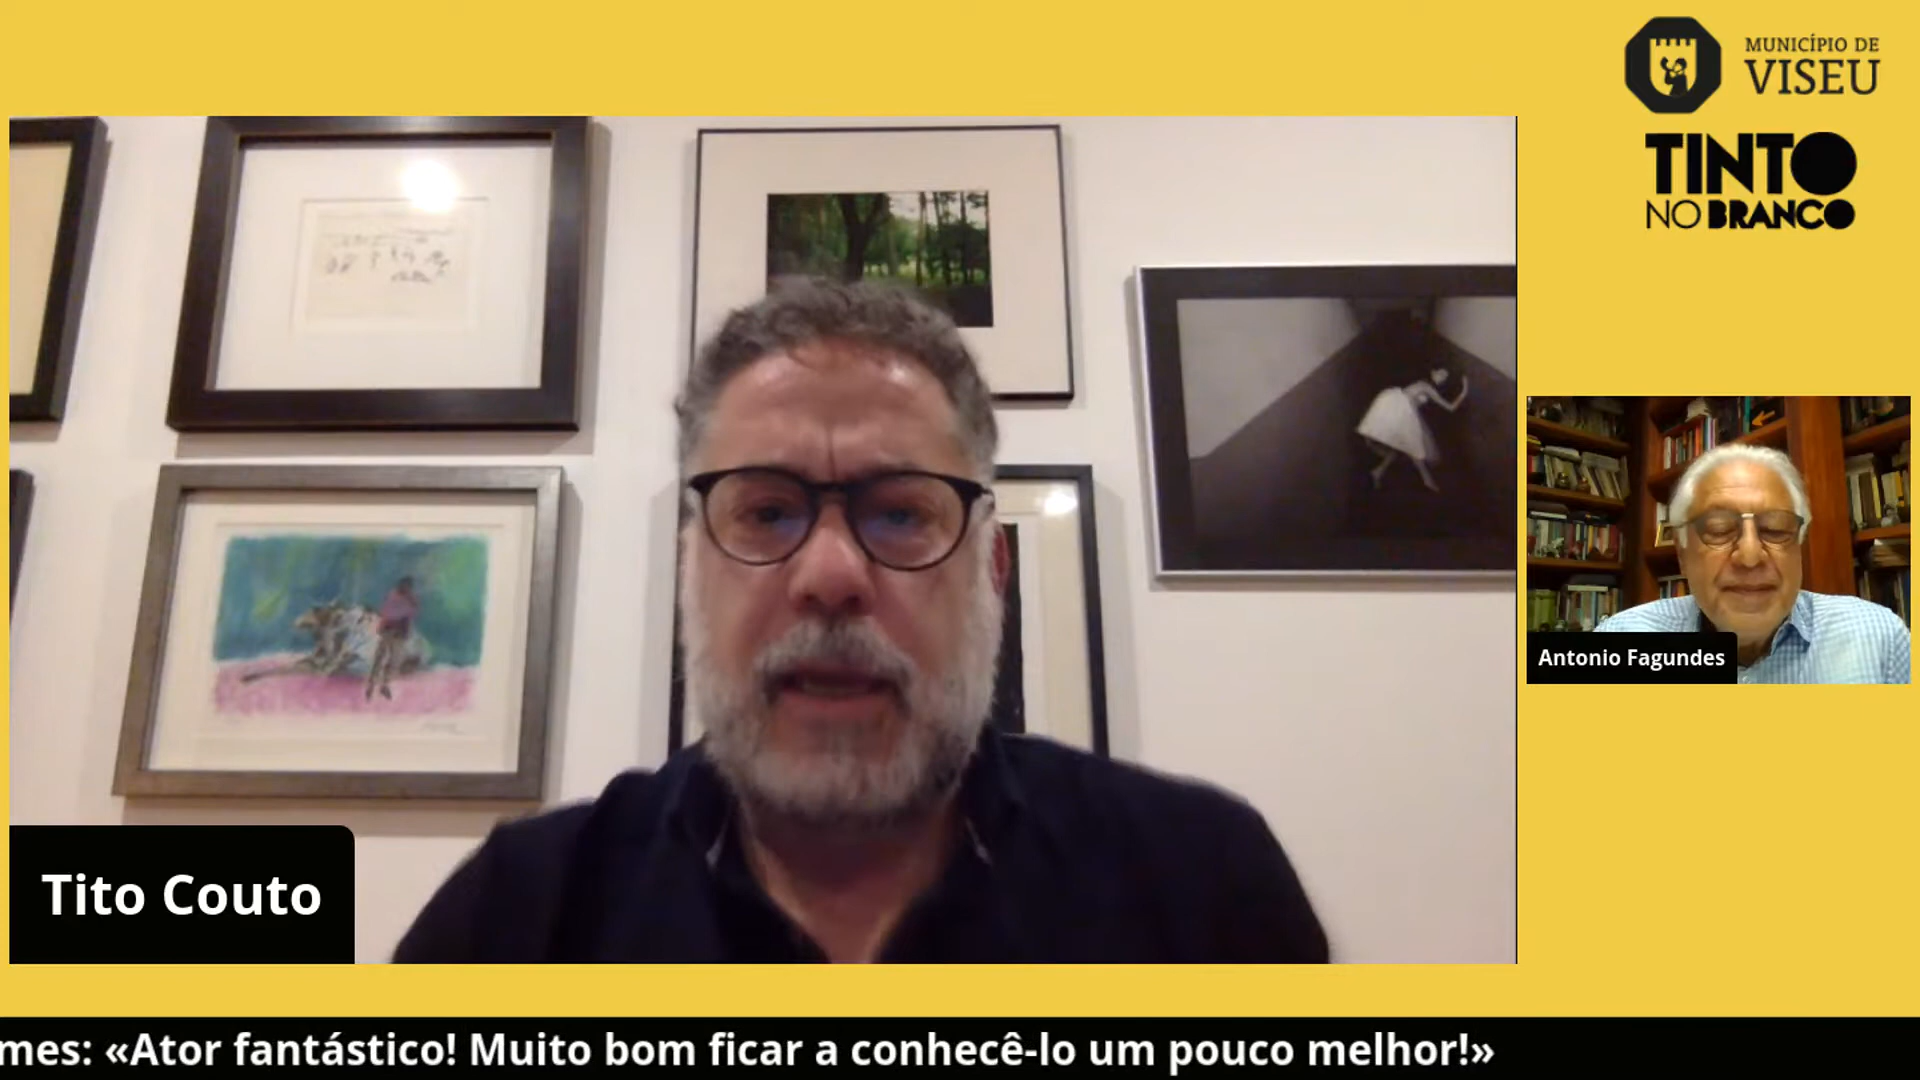 MUNICÍPIO DE
VISEU
TINTO
NO BRANCO
Antonio Fagundes
Tito Couto
mes: «Ator fantástico! Muito bom ficar a conhecê-lo um pouco melhor!»